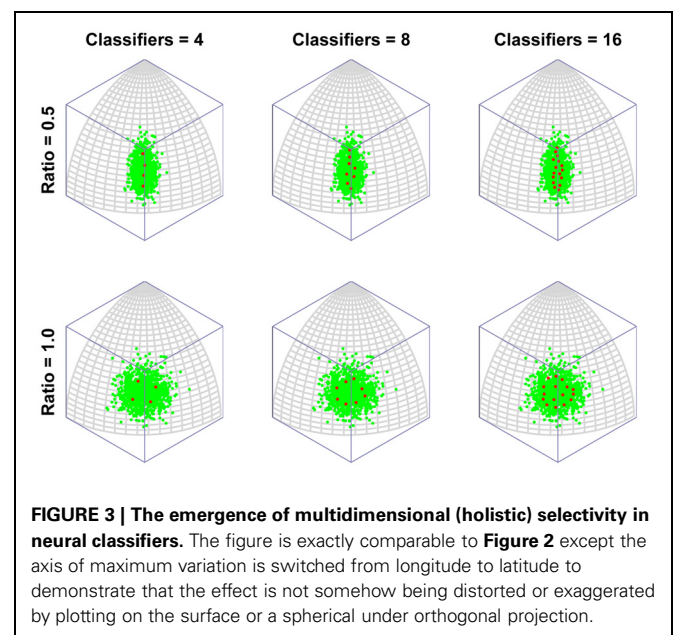 Classifiers = 4
Classifiers = 8
Classifiers = 16
Ratio = 0.5
Ratio = 1.0
FIGURE 3 | The emergence of multidimensional (holistic) selectivity in
neural classifiers. The figure is exactly comparable to Figure 2 except the
axis of maximum variation is switched from longitude to latitude to
demonstrate that the effect is not somehow being distorted or exaggerated
by plotting on the surface or a spherical under orthogonal projection.